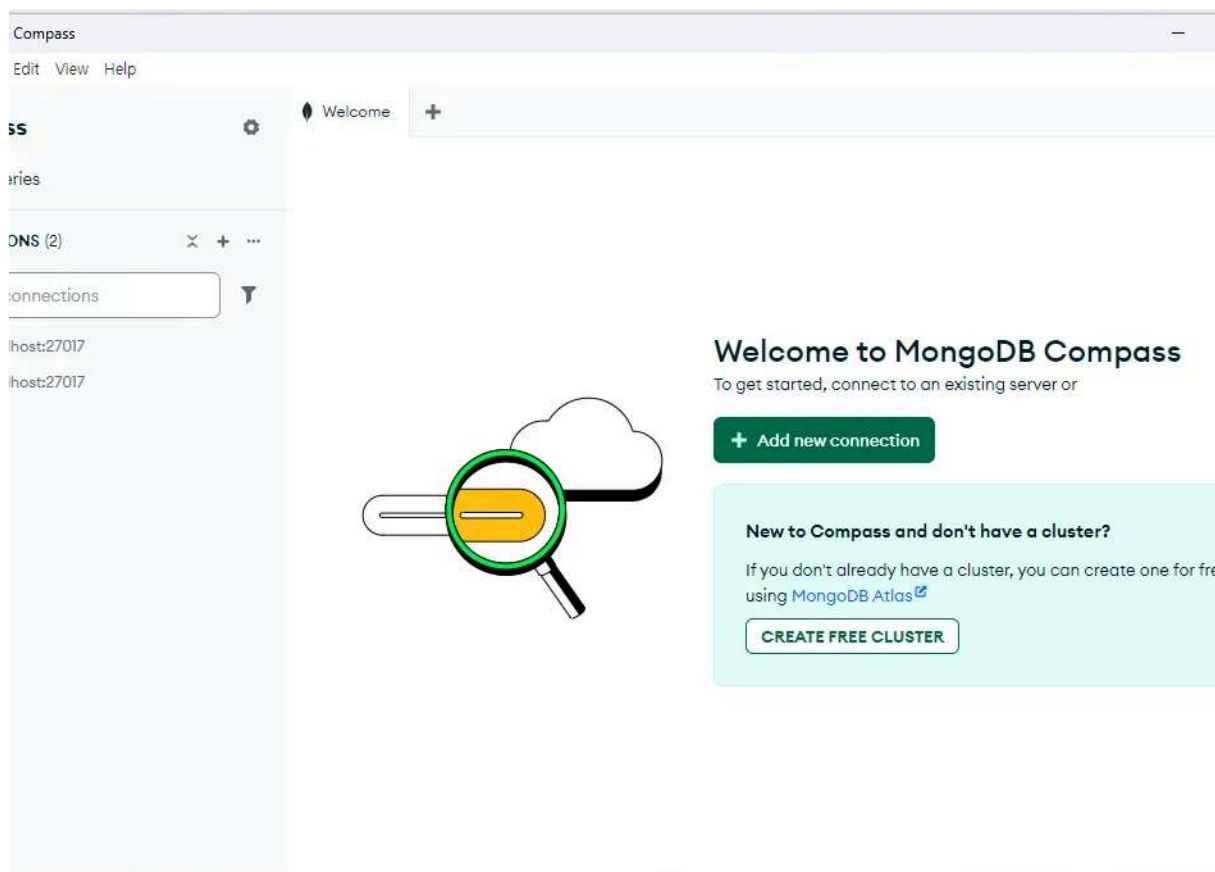 Compass
Edit View Help
Welcome
ss
eries
ONS (2)
connections
lhost:27017
lhost:27017
Welcome to MongoDB Compass
To get started, connect to an existing server or
Add new connection
New to Compass and don't have a cluster?
If you don't already have a cluster, you can create one for fre
using MongoDB Atlas
CREATE FREE CLUSTER